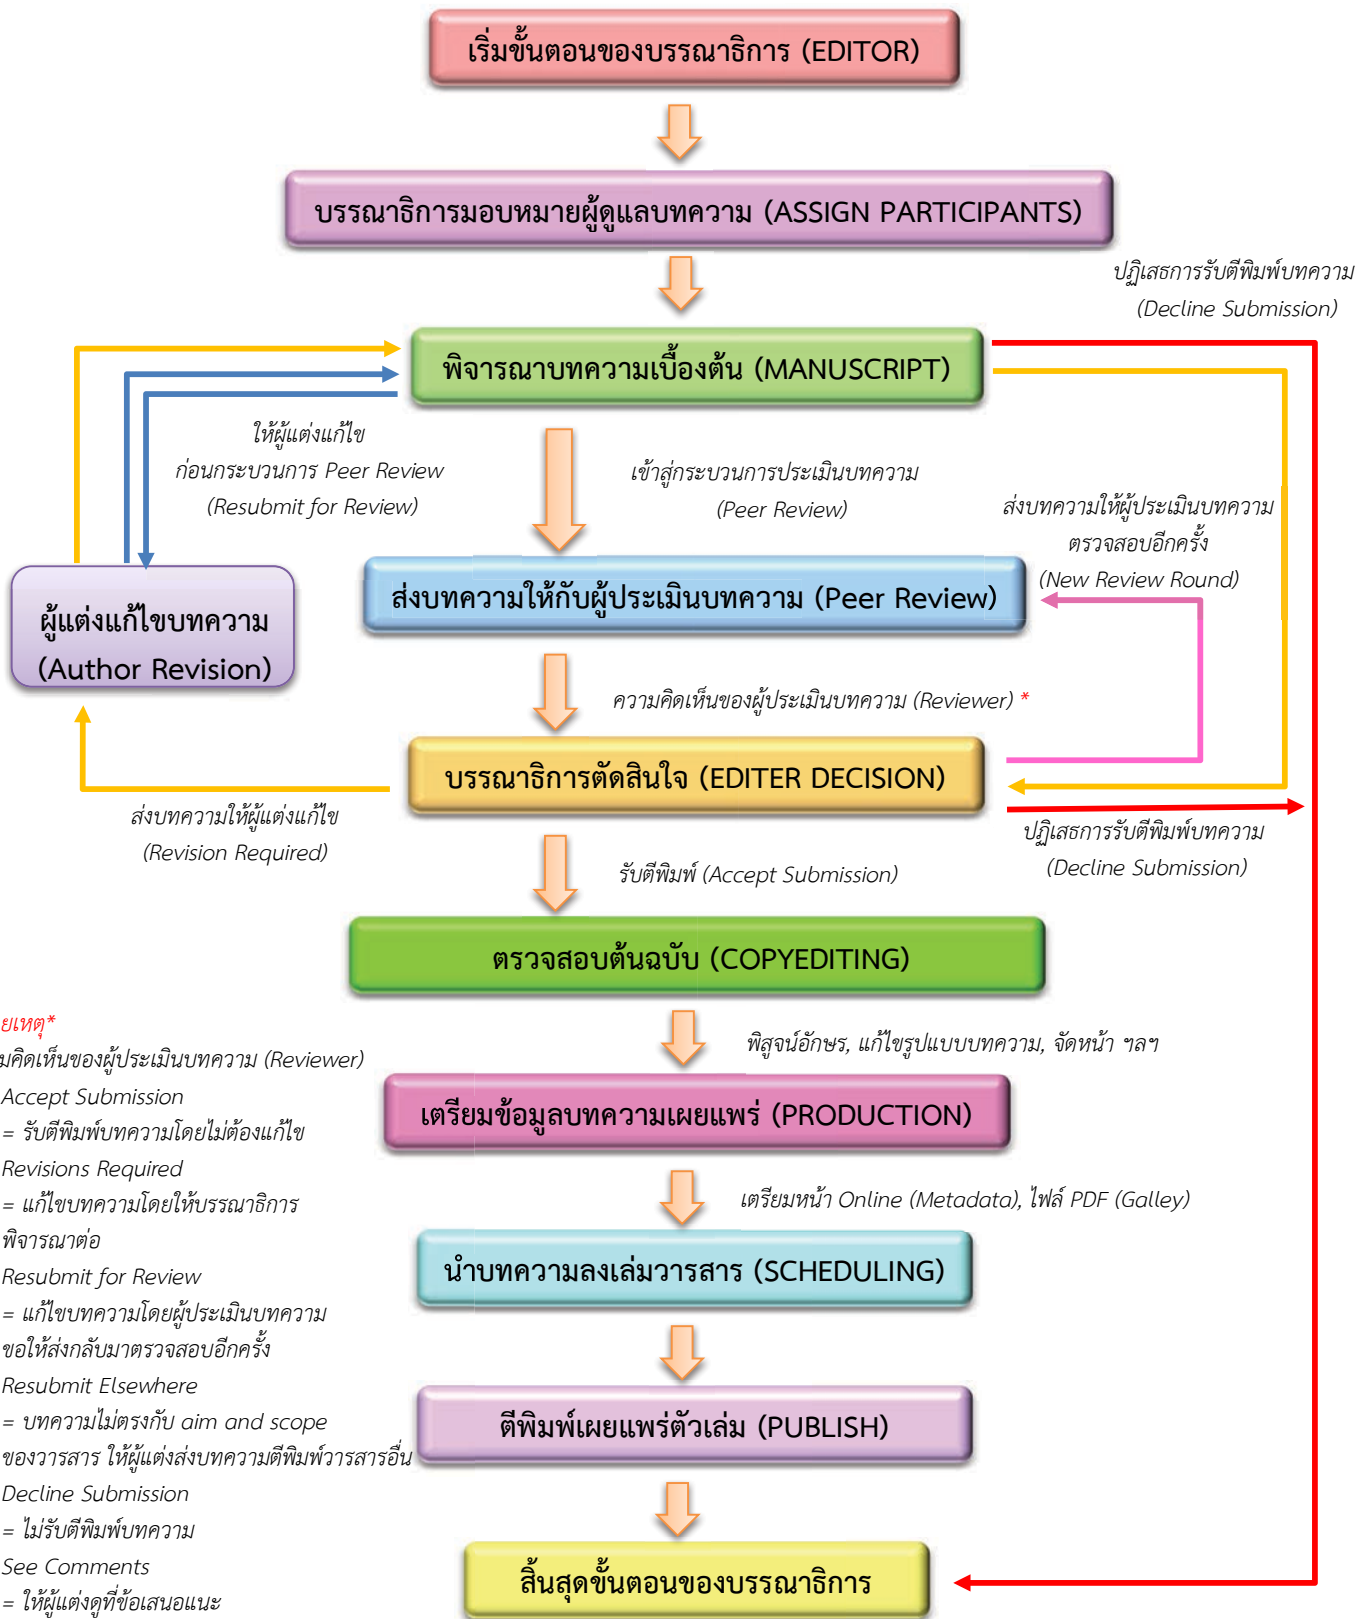 เริ่มขั้นตอนของบรรณาธิการ (EDITOR)
บรรณาธิการมอบหมายผู้ดูแลบทความ (ASSIGN PARTICIPANTS)
ปฏิเสธการรับตีพิมพ์บทความ
(Decline Submission)
พิจารณาบทความเบื้องต้น (MANUSCRIPT)
ให้ผู้แต่งแก้ไข
ก่อนกระบวนการ Peer Review
(Resubmit for Review)
เข้าสู่กระบวนการประเมินบทความ
(Peer Review)
ส่งบทความให้ผู้ประเมินบทความ
ตรวจสอบอีกครั้ง
(New Review Round)
ส่งบทความให้กับผู้ประเมินบทความ (Peer Review)
ผู้แต่งแก้ไขบทความ
(Author Revision)
ความคิดเห็นของผู้ประเมินบทความ (Reviewer) *
บรรณาธิการตัดสินใจ (EDITER DECISION)
ส่งบทความให้ผู้แต่งแก้ไข
(Revision Required)
ปฏิเสธการรับตีพิมพ์บทความ
(Decline Submission)
รับตีพิมพ์ (Accept Submission)
ตรวจสอบต้นฉบับ (COPYEDITING)
พิสูจน์อักษร, แก้ไขรูปแบบบทความ, จัดหน้า ฯลฯ
เตรียมข้อมูลบทความเผยแพร่ (PRODUCTION)
เตรียมหน้า Online (Metadata), ไฟล์ PDF (Galley)
นำบทความลงเล่มวารสาร (SCHEDULING)
ตีพิมพ์เผยแพร่ตัวเล่ม (PUBLISH)
สิ้นสุดขั้นตอนของบรรณาธิการ
ยเหตุ*
มคิดเห็นของผู้ประเมินบทความ (Reviewer)
Accept Submission
= รับตีพิมพ์บทความโดยไม่ต้องแก้ไข
Revisions Required
= แก้ไขบทความโดยให้บรรณาธิการ
พิจารณาต่อ
Resubmit for Review
= แก้ไขบทความโดยผู้ประเมินบทความ
ขอให้ส่งกลับมาตรวจสอบอีกครั้ง
Resubmit Elsewhere
= บทความไม่ตรงกับ aim and scope
ของวารสาร ให้ผู้แต่งส่งบทความตีพิมพ์วารสารอื่น
Decline Submission
= ไม่รับตีพิมพ์บทความ
See Comments
= ให้ผู้แต่งดูที่ข้อเสนอแนะ